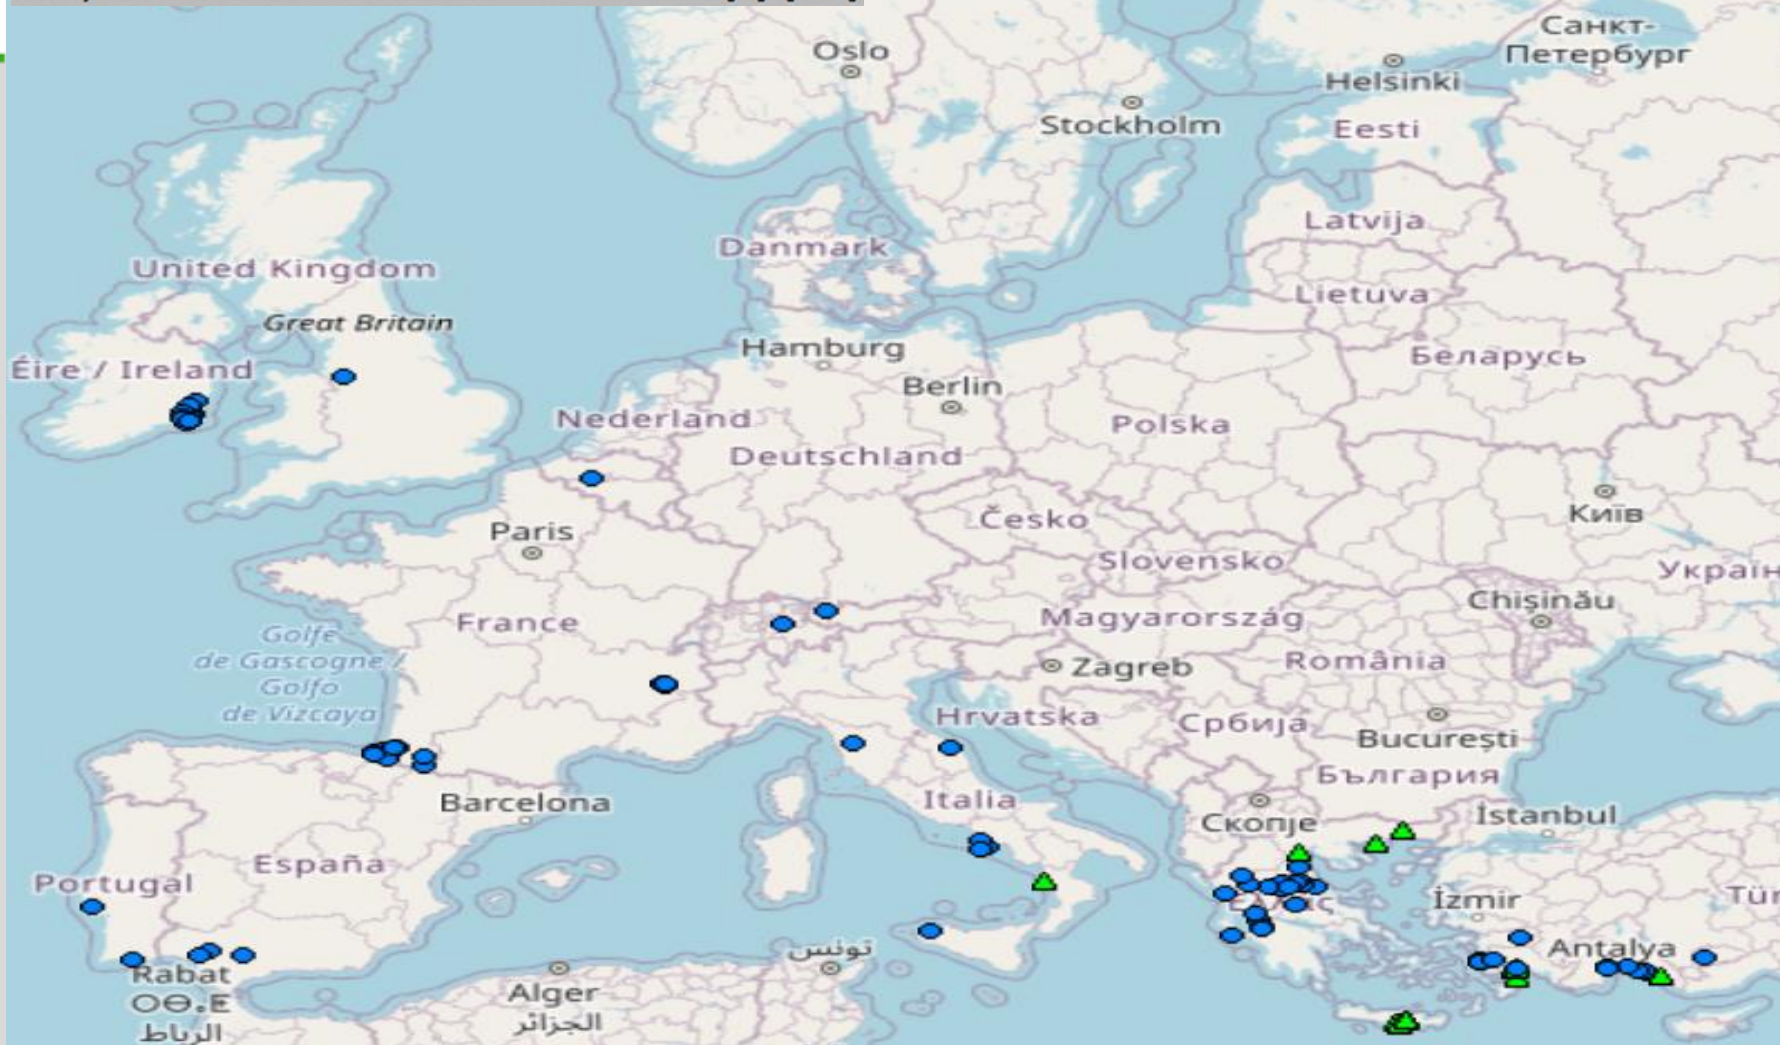 Oslo
Санкт-
Петербург
Helsinki
Stockholm
Eesti
Latvija
Danmark
United Kingdom
Lietuva
Great Britain
Hamburg
Беларусь
Éire / Ireland
Berlin
Nederland
Polska
Deutschland
Київ
Česko
Paris
Slovensko
Україн
Chișinău
France
Magyarország
Golfe
de Gascogne /
Golfo
de Vizcaya
România
Zagreb
Hrvatska
Србија
București
България
Barcelona
Italia
İstanbul
Скопје
España
Portugal
İzmir
Tür
تونس
Antalya
Rabat
ⵔⴱⴰⵟ
الرباط
Alger
الجزائر